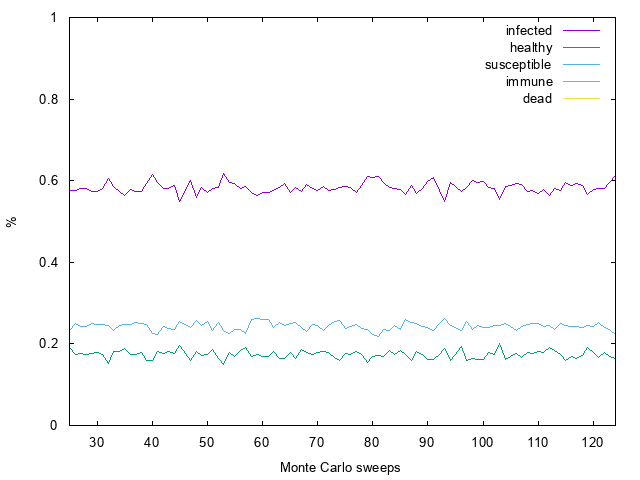 1
infected
healthy
susceptible
immune
dead
0.8
0.6
%
0.4
0.2
0
30 40 50 60 70 80 90 100 110 120
Monte Carlo sweeps